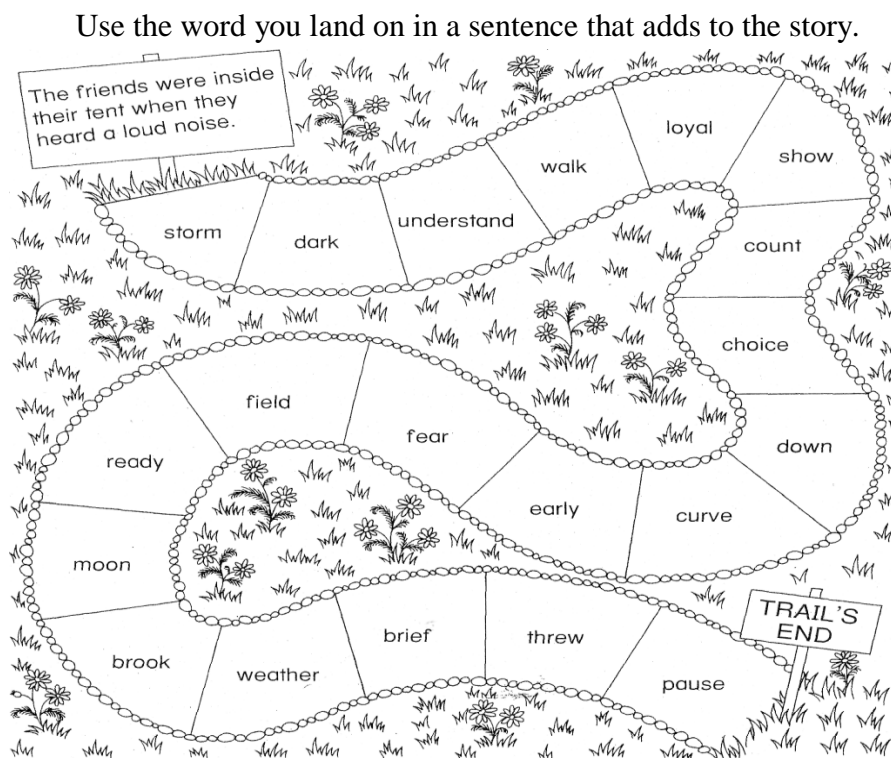 Use the word you land on in a sentence that adds to the story.
The friends were inside
their tent when they
heard a loud noise.
storm
dark
understand
walk
loyal
show
count
choice
down
curve
early
fear
field
ready
moon
brook
weather
brief
threw
pause
TRAIL'S
END